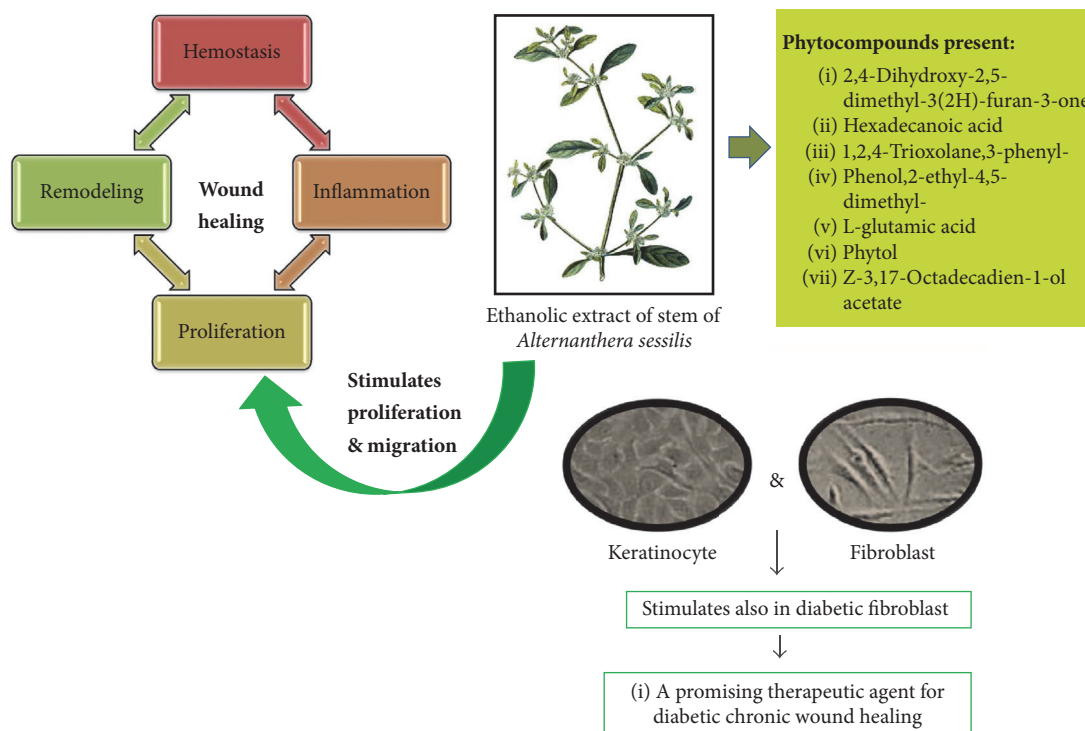 Hemostasis
Remodeling
Wound
healing
Inflammation
Proliferation
Ethanolic extract of stem of
Alternanthera sessilis
Phytocompounds present:
(i) 2,4-Dihydroxy-2,5-
dimethyl-3(2H)-furan-3-one
(ii) Hexadecanoic acid
(iii) 1,2,4-Trioxolane,3-phenyl-
(iv) Phenol,2-ethyl-4,5-
dimethyl-
(v) L-glutamic acid
(vi) Phytol
(vii) Z-3,17-Octadecadien-1-ol
acetate
Stimulates
proliferation
& migration
Keratinocyte
&
Fibroblast
Stimulates also in diabetic fibroblast
(i) A promising therapeutic agent for
diabetic chronic wound healing